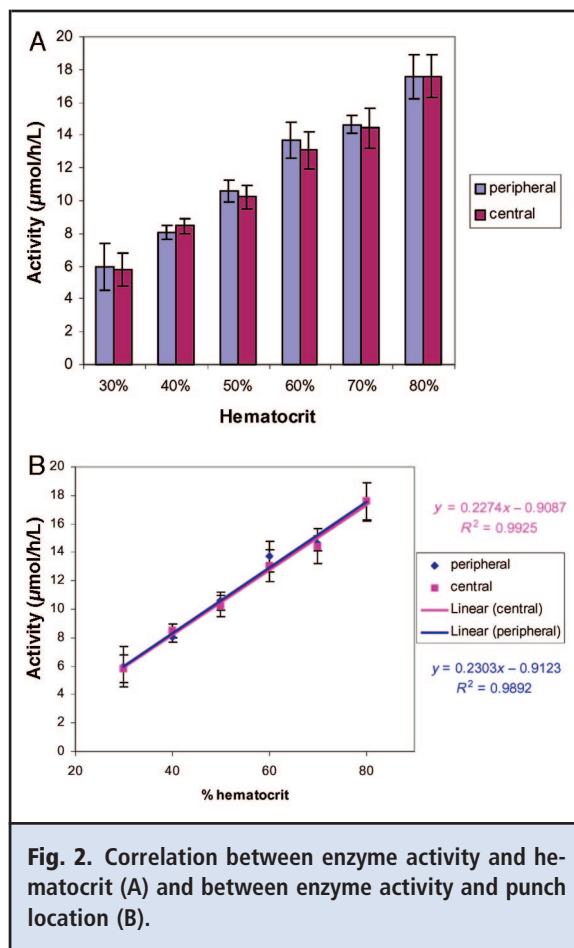 A
20
18
16
14
12
10
8
6
4
2
0
Activity (µmol/h/L)
30% 40% 50% 60% 70% 80%
Hematocrit
peripheral
central
B
20
18
16
14
12
10
8
6
4
2
0
Activity (µmol/h/L)
20 40 60 80
% hematocrit
y = 0.2274x – 0.9087
R² = 0.9925
peripheral
central
Linear (central)
Linear (peripheral)
y = 0.2303x – 0.9123
R² = 0.9892
Fig. 2. Correlation between enzyme activity and he-
matocrit (A) and between enzyme activity and punch
location (B).